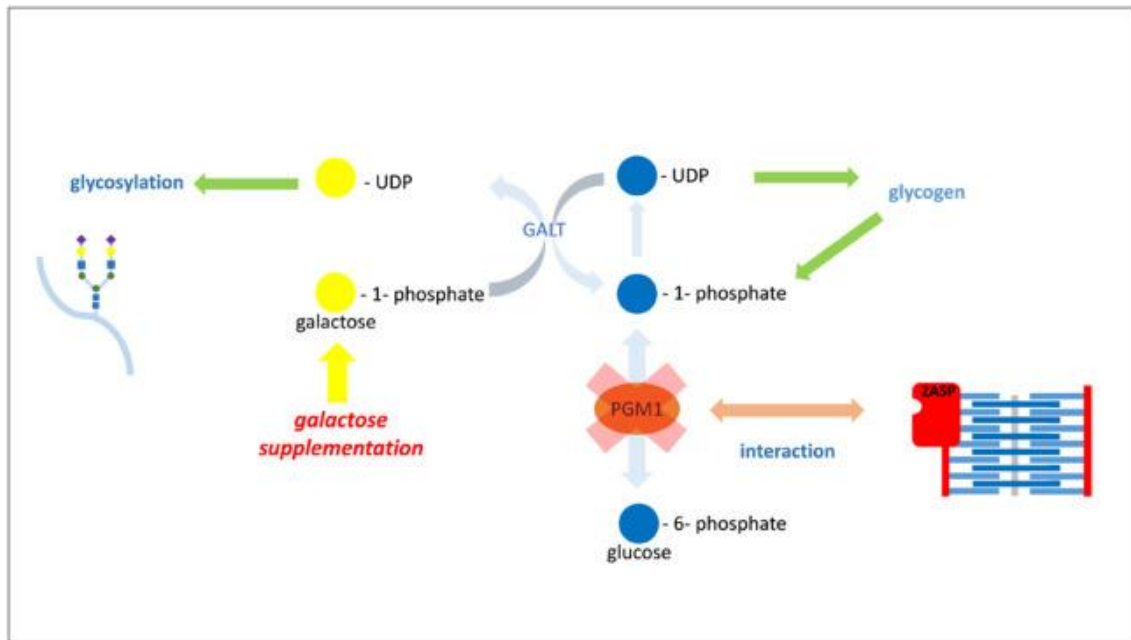 glycosylation
- UDP
- UDP
glycogen
GALT
- 1- phosphate
galactose
- 1- phosphate
galactose
supplementation
PGM1
interaction
ZASP
- 6- phosphate
glucose